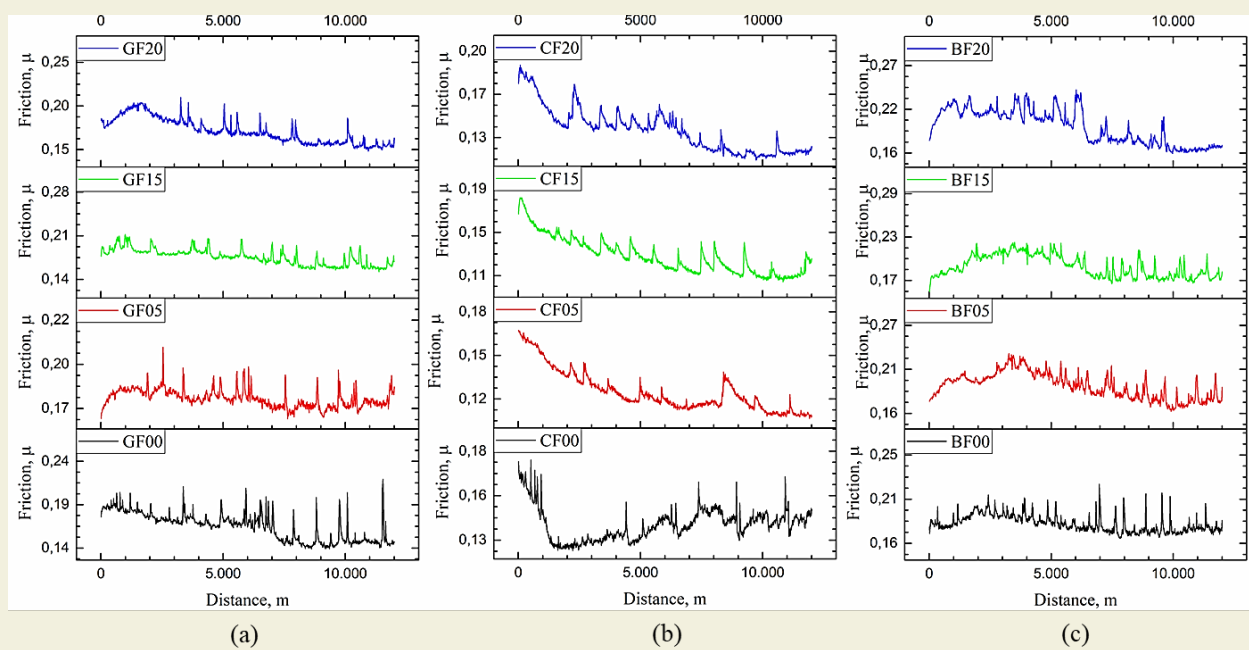 0 5.000 10.000
GF20
0,25
0,20
0,15
Friction, μ
GF15
0,28
0,21
0,14
Friction, μ
GF05
0,22
0,20
0,17
Friction, μ
GF00
0,24
0,19
0,14
Friction, μ
0 5.000 10.000
Distance, m
(a)
0 5000 10000
CF20
0,20
0,17
0,13
Friction, μ
CF15
0,19
0,15
0,11
Friction, μ
CF05
0,18
0,15
0,12
Friction, μ
CF00
0,18
0,16
0,13
Friction, μ
0 5.000 10.000
Distance, m
(b)
0 5.000 10.000
BF20
0,27
0,22
0,16
Friction, μ
BF15
0,29
0,23
0,17
Friction, μ
BF05
0,27
0,21
0,16
Friction, μ
BF00
0,25
0,21
0,16
Friction, μ
0 5.000 10.000
Distance, m
(c)